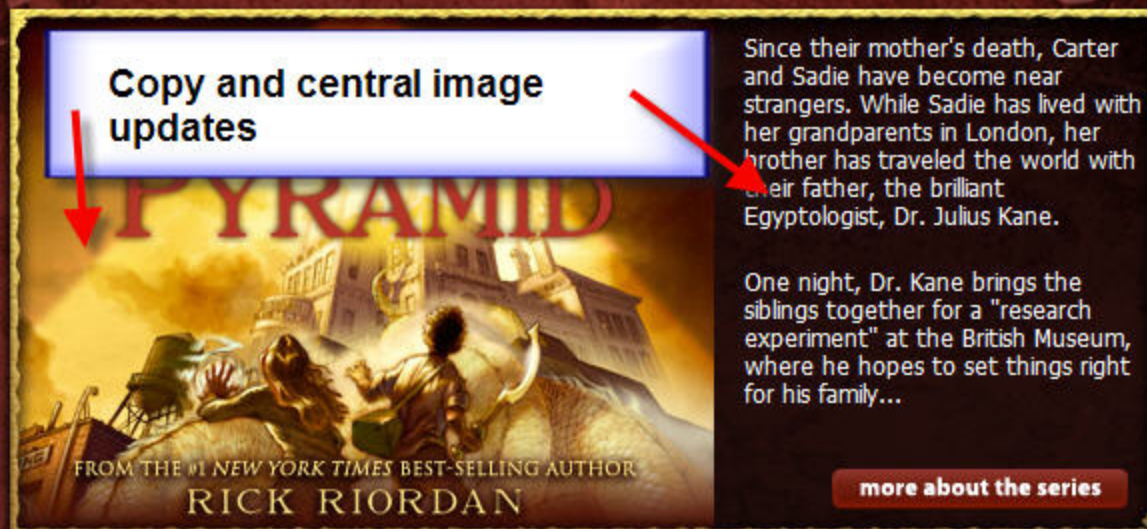 Copy and central image
updates
PYRAMID
FROM THE #1 NEW YORK TIMES BEST-SELLING AUTHOR
RICK RIORDAN
Since their mother's death, Carter
and Sadie have become near
strangers. While Sadie has lived with
her grandparents in London, her
brother has traveled the world with
their father, the brilliant
Egyptologist, Dr. Julius Kane.
One night, Dr. Kane brings the
siblings together for a "research
experiment" at the British Museum,
where he hopes to set things right
for his family...
more about the series